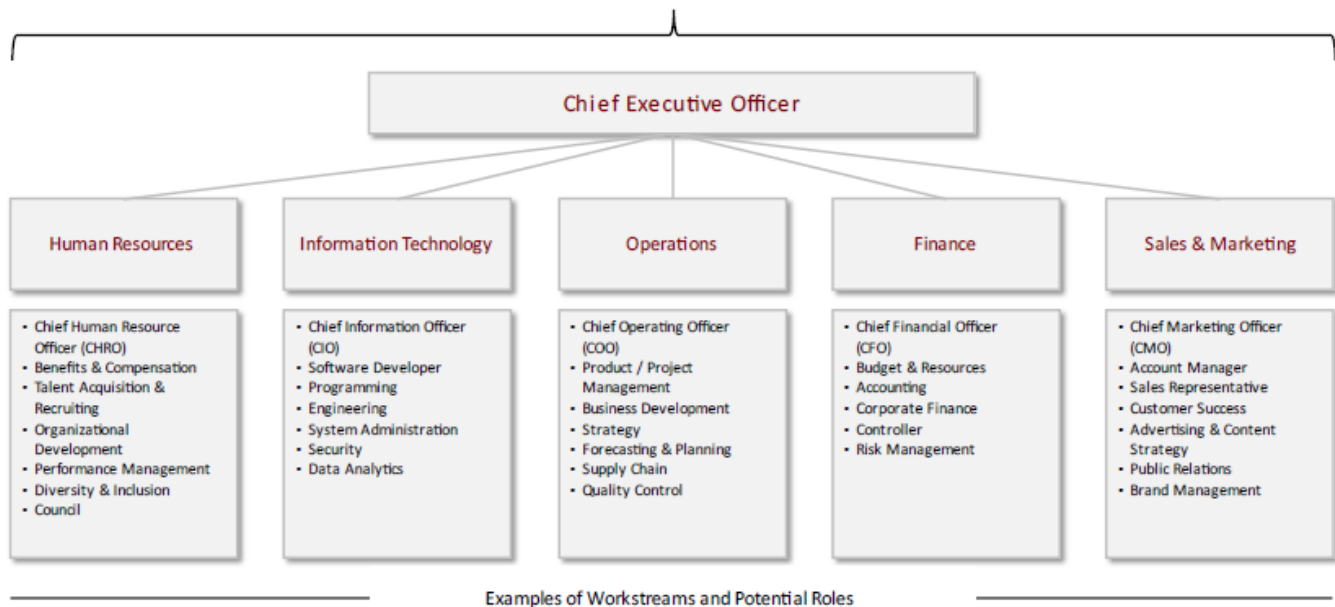 Chief Executive Officer
Human Resources
Information Technology
Operations
Finance
Sales & Marketing
▪ Chief Human Resource
Officer (CHRO)
▪ Benefits & Compensation
▪ Talent Acquisition &
Recruiting
▪ Organizational
Development
▪ Performance Management
▪ Diversity & Inclusion
▪ Council
▪ Chief Information Officer
(CIO)
▪ Software Developer
▪ Programming
▪ Engineering
▪ System Administration
▪ Security
▪ Data Analytics
▪ Chief Operating Officer
(COO)
▪ Product / Project
Management
▪ Business Development
▪ Strategy
▪ Forecasting & Planning
▪ Supply Chain
▪ Quality Control
▪ Chief Financial Officer
(CFO)
▪ Budget & Resources
▪ Accounting
▪ Corporate Finance
▪ Controller
▪ Risk Management
▪ Chief Marketing Officer
(CMO)
▪ Account Manager
▪ Sales Representative
▪ Customer Success
▪ Advertising & Content
Strategy
▪ Public Relations
▪ Brand Management
Examples of Workstreams and Potential Roles